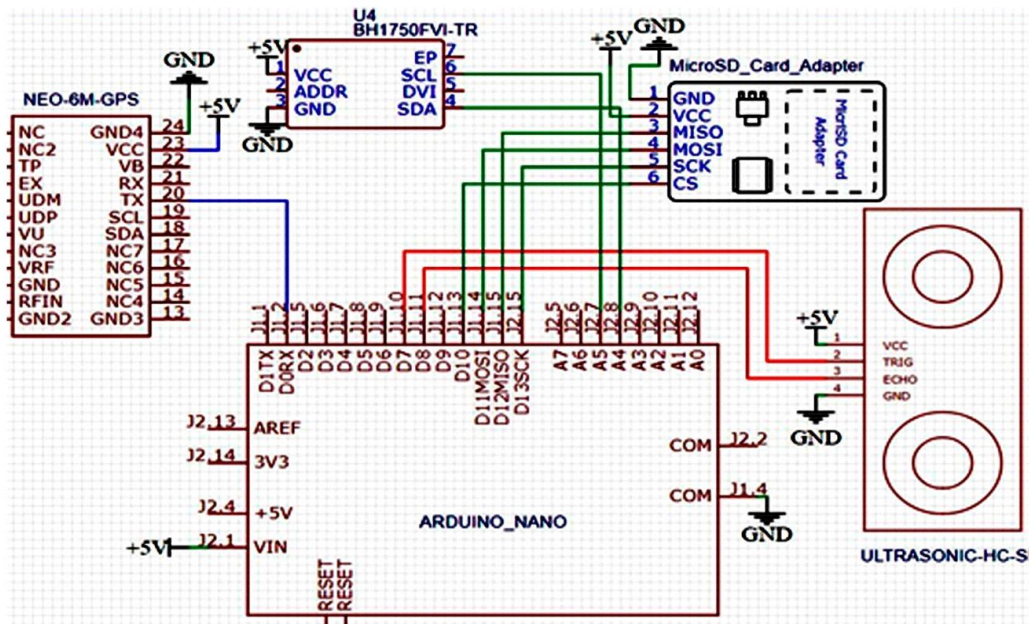 U4
BH1750FVI-TR
+5V
1 VCC
2 ADDR
3 GND
GND
EP 7
SCL 6
DVI 5
SDA 4
GND
NEO-6M-GPS
+5V
NC GND4 24
NC2 VCC 23
TP VB 22
EX RX 21
UDM TX 20
UDP SCL 19
VU SDA 18
NC3 NC7 17
VRF NC6 16
GND NC5 15
RFIN NC4 14
GND2 GND3 13
+5V
GND
MicroSD_Card_Adapter
1 GND
2 VCC
3 MISO
4 MOSI
5 SCK
6 CS
MicrISD Card
Adapter
J1.1
J1.2
J1.5
J1.6
J1.7
J1.8
J1.9
J1.10
J1.11
J1.12
J1.13
J1.14
J1.15
J2.15
J2.5
J2.6
J2.7
J2.8
J2.9
J2.10
J2.11
J2.12
D1TX
D0RX
D2
D3
D4
D5
D6
D7
D8
D9
D10
D11MOSI
D12MISO
D13SCK
A7
A6
A5
A4
A3
A2
A1
A0
J2.13 AREF
J2.14 3V3
J2.4 +5V
+5V J2.1 VIN
RESET
RESET
ARDUINO_NANO
COM J2.2
COM J1.4
GND
+5V
1 VCC
2 TRIG
3 ECHO
4 GND
GND
ULTRASONIC-HC-S